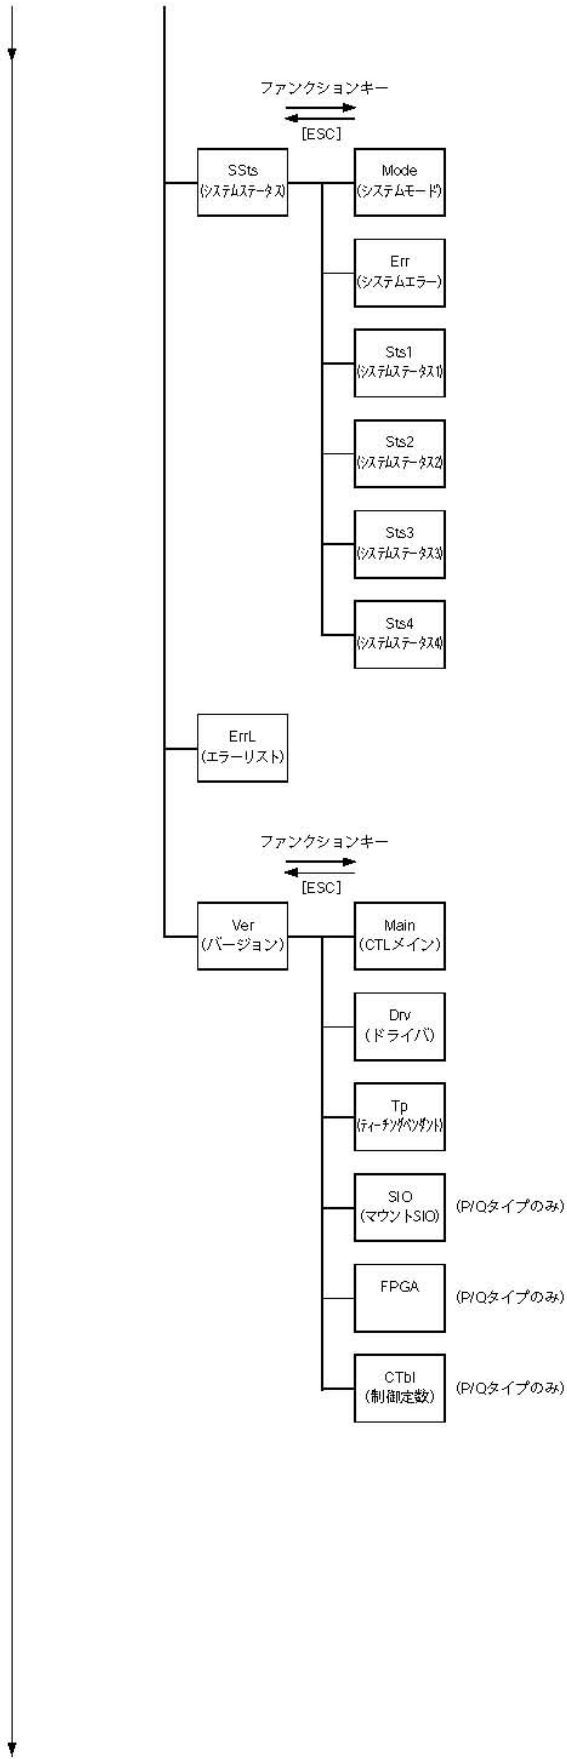 ファンクションキー
[ESC]
SSts
(システムステータス)
Mode
(システムモード)
Err
(システムエラー)
Sts1
(システムステータス1)
Sts2
(システムステータス2)
Sts3
(システムステータス3)
Sts4
(システムステータス4)
ErrL
(エラーリスト)
ファンクションキー
[ESC]
Ver
(バージョン)
Main
(CTLメイン)
Drv
(ドライバ)
Tp
(ティーチングペンダント)
SIO
(マウントSIO)
(P/Qタイプのみ)
FPGA
(P/Qタイプのみ)
CTbl
(制御定数)
(P/Qタイプのみ)